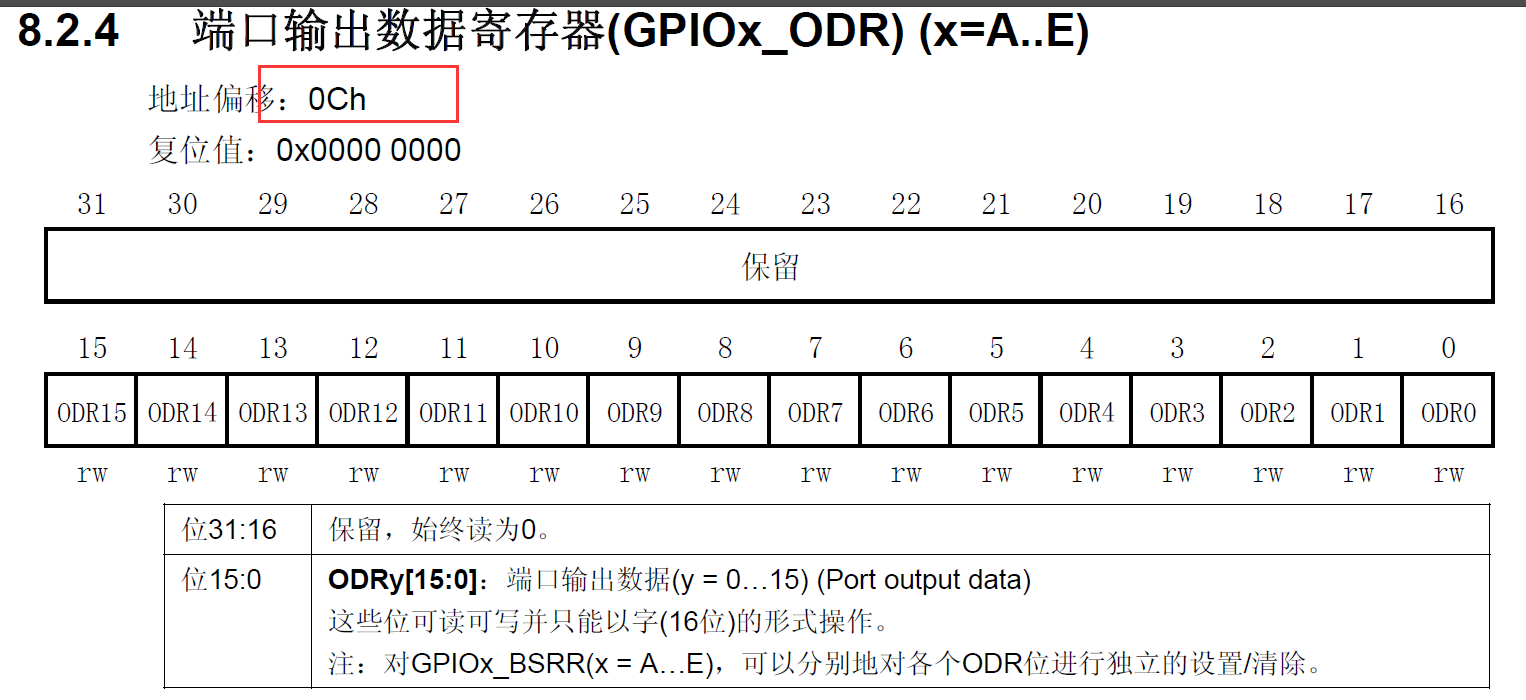 8.2.4 端口输出数据寄存器(GPIOx_ODR) (x=A..E)
地址偏移：0Ch
复位值：0x0000 0000
31 30 29 28 27 26 25 24 23 22 21 20 19 18 17 16
保留
15 14 13 12 11 10 9 8 7 6 5 4 3 2 1 0
ODR15 ODR14 ODR13 ODR12 ODR11 ODR10 ODR9 ODR8 ODR7 ODR6 ODR5 ODR4 ODR3 ODR2 ODR1 ODR0
rw rw rw rw rw rw rw rw rw rw rw rw rw rw rw rw
位31:16 保留，始终读为0。
位15:0 ODRy[15:0]：端口输出数据(y = 0…15) (Port output data)
这些位可读可写并只能以字(16位)的形式操作。
注：对GPIOx_BSRR(x = A…E)，可以分别地对各个ODR位进行独立的设置/清除。